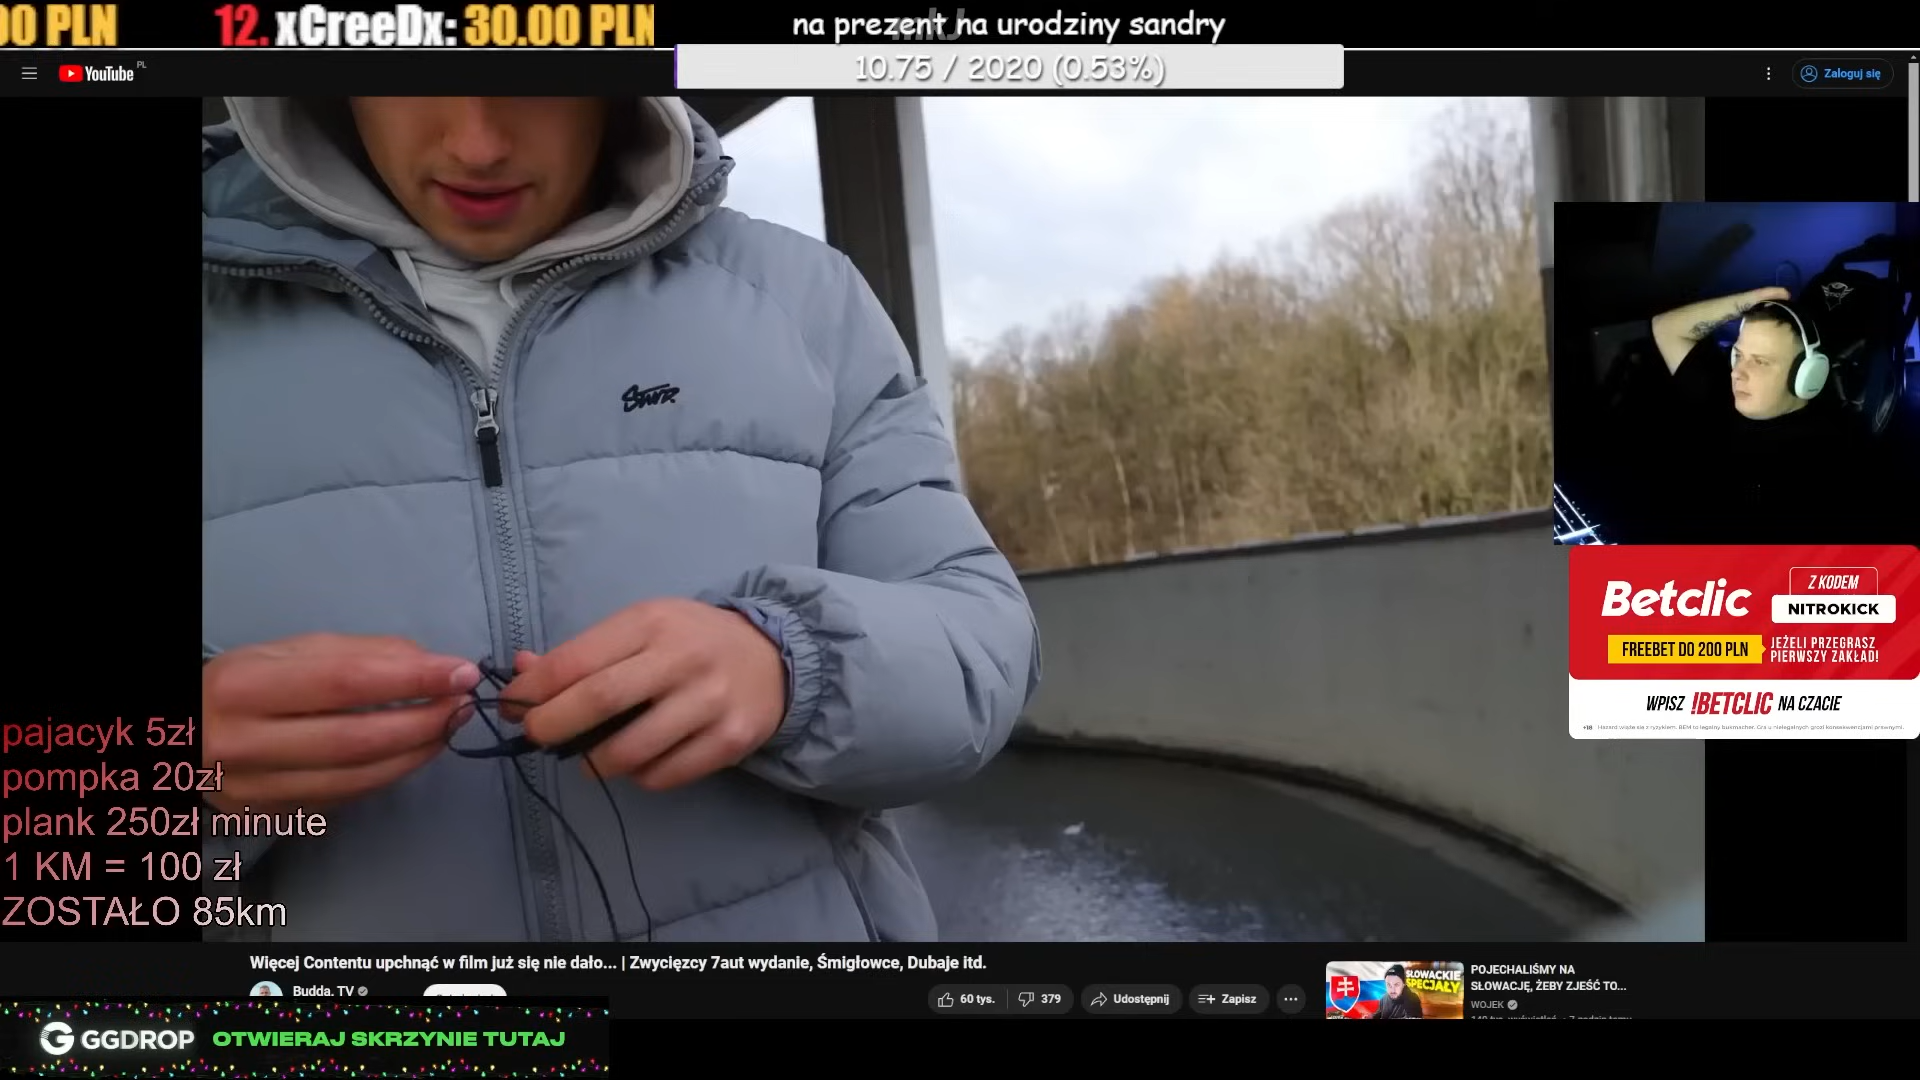 00 PLN
12. xCreeDx: 30.00 PLN
na prezent na urodziny sandry
10.75 / 2020 (0.53%)
YouTube PL
Zaloguj się
Stwr.
Betclic
Z KODEM
NITROKICK
FREEBET DO 200 PLN
JEŻELI PRZEGRASZ
PIERWSZY ZAKŁAD!
WPISZ !BETCLIC NA CZACIE
pajacyk 5zł
pompka 20zł
plank 250zł minute
1 KM = 100 zł
ZOSTAŁO 85km
Więcej Contentu upchnąć w film już się nie dało... | Zwycięzcy 7aut wydanie, Śmigłowce, Dubaje itd.
Budda. TV
60 tys.
379
Udostępnij
Zapisz
SŁOWACKIE
SPECJAŁY
POJECHALIŚMY NA
SŁOWACJĘ, ŻEBY ZJEŚĆ TO...
WOJEK
GGDROP
OTWIERAJ SKRZYNIE TUTAJ